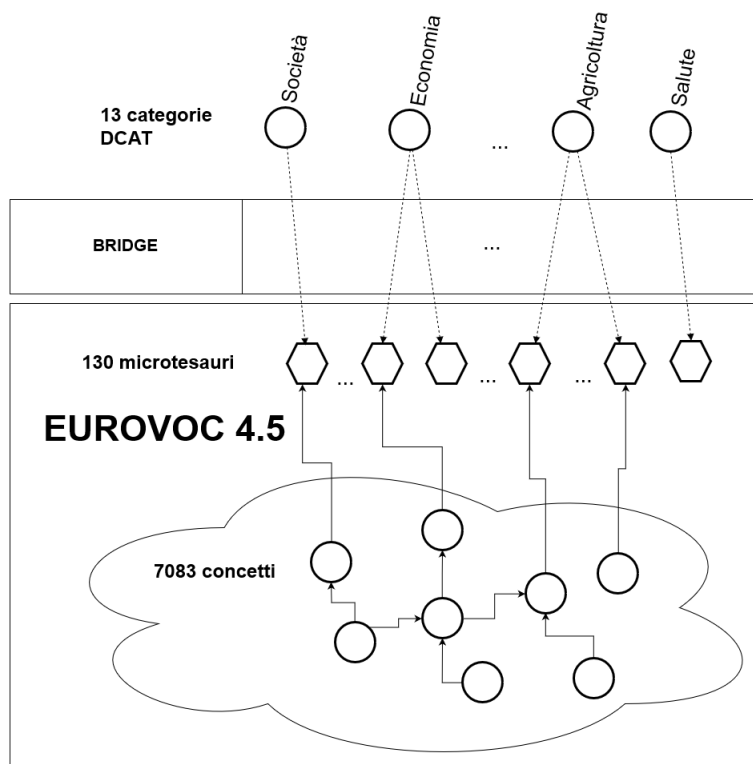 Società
Economia
Agricoltura
Salute
13 categorie
DCAT
...
BRIDGE
...
130 microtesauri
...
...
...
EUROVOC 4.5
7083 concetti